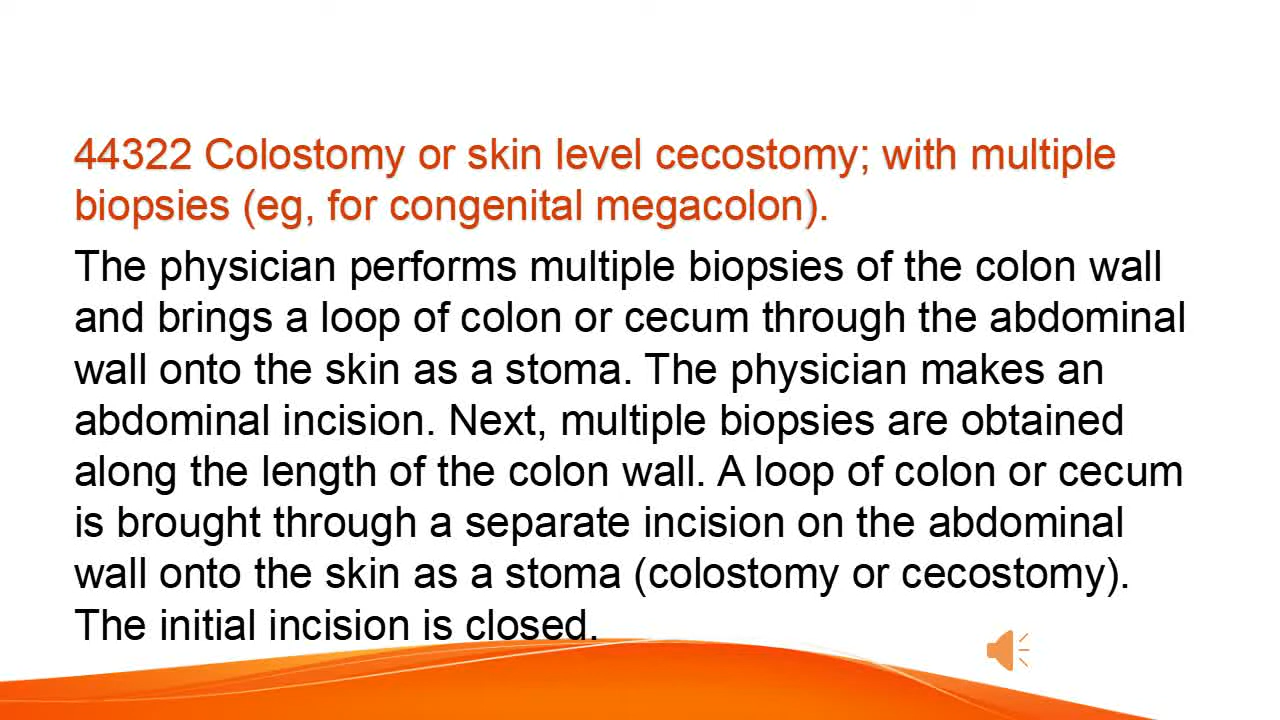 44322 Colostomy or skin level cecostomy; with multiple
biopsies (eg, for congenital megacolon).
The physician performs multiple biopsies of the colon wall
and brings a loop of colon or cecum through the abdominal
wall onto the skin as a stoma. The physician makes an
abdominal incision. Next, multiple biopsies are obtained
along the length of the colon wall. A loop of colon or cecum
is brought through a separate incision on the abdominal
wall onto the skin as a stoma (colostomy or cecostomy).
The initial incision is closed.